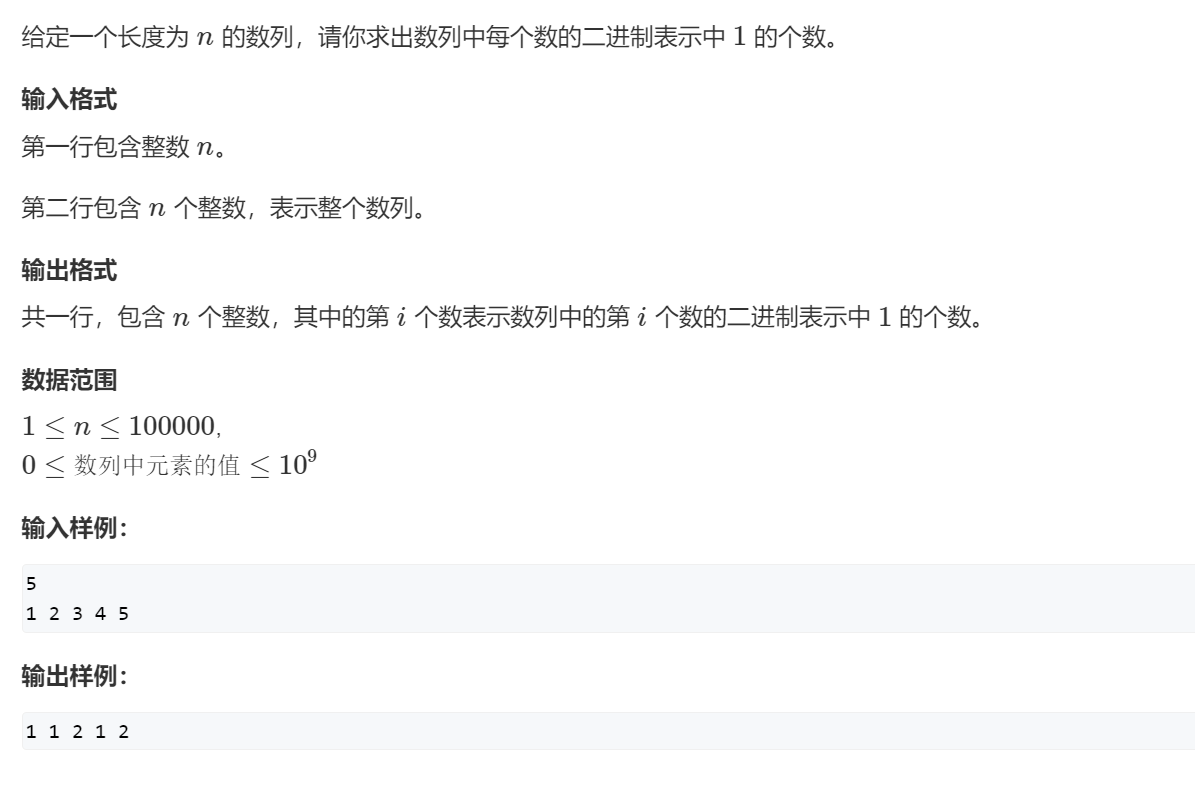 给定一个长度为 n 的数列，请你求出数列中每个数的二进制表示中 1 的个数。
输入格式
第一行包含整数 n。
第二行包含 n 个整数，表示整个数列。
输出格式
共一行，包含 n 个整数，其中的第 i 个数表示数列中的第 i 个数的二进制表示中 1 的个数。
数据范围
1 ≤ n ≤ 100000,
0 ≤ 数列中元素的值 ≤ 10⁹
输入样例：
5
1 2 3 4 5
输出样例：
1 1 2 1 2